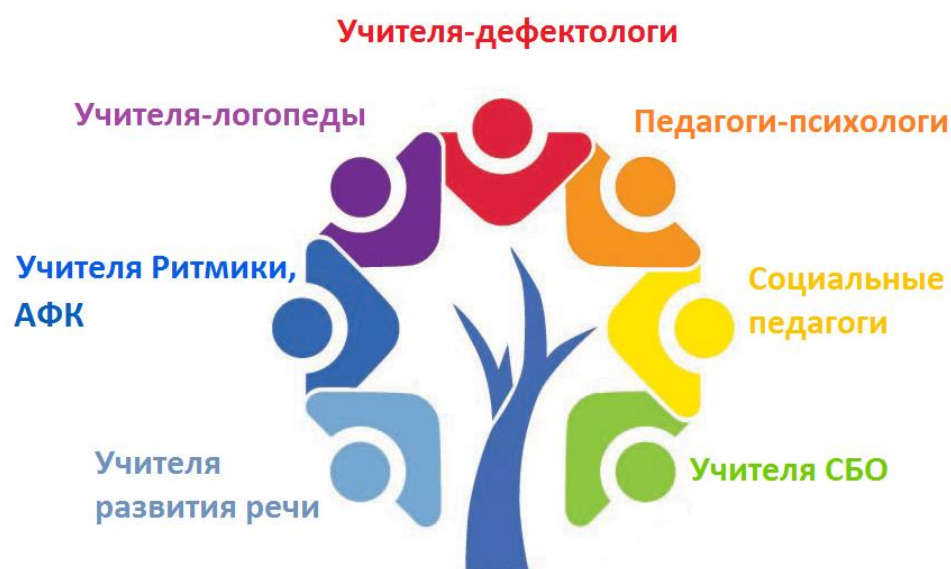 Учителя-дефектологи
Учителя-логопеды
Педагоги-психологи
Учителя Ритмики,
АФК
Социальные
педагоги
Учителя
развития речи
Учителя СБО